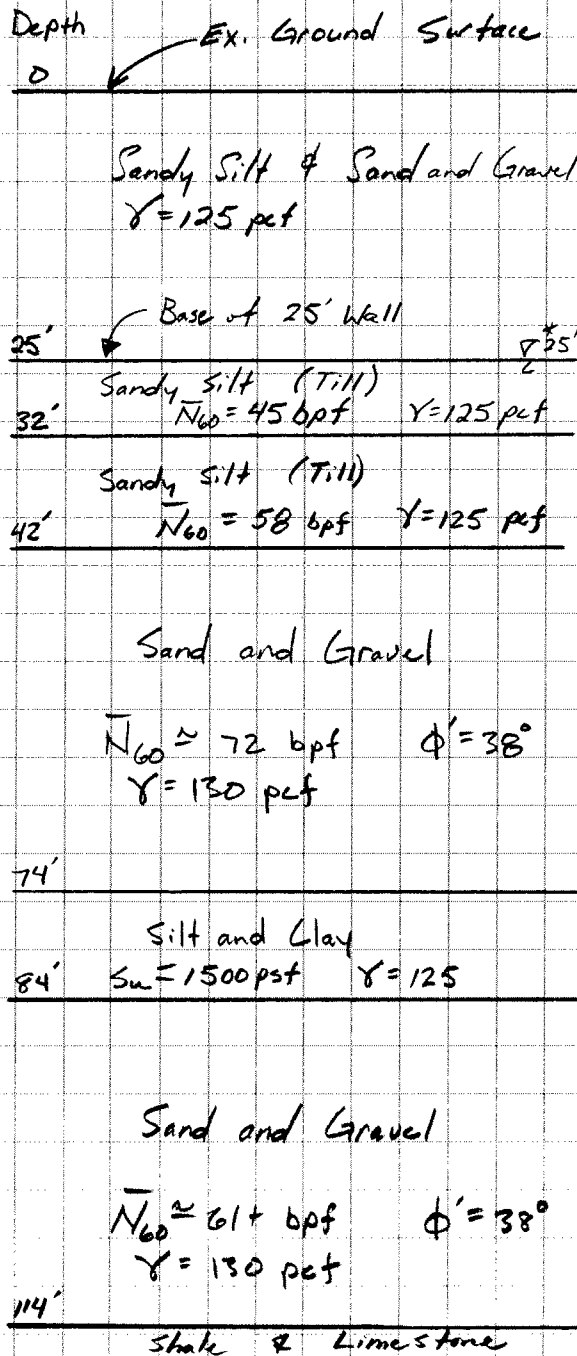 Depth
Ex. Ground Surface
0
Sandy Silt & Sand and Gravel
γ = 125 pcf
Base of 25' Wall
25'
∇ *25'
Sandy Silt (Till)
N̅60 = 45 bpf γ = 125 pcf
32'
Sandy Silt (Till)
N̅60 = 58 bpf γ = 125 pcf
42'
Sand and Gravel
N̅60 ≈ 72 bpf ϕ' = 38°
γ = 130 pcf
74'
Silt and Clay
Su = 1500 psf γ = 125
84'
Sand and Gravel
N̅60 ≈ 61+ bpf ϕ' = 38°
γ = 130 pcf
114'
Shale & Limestone